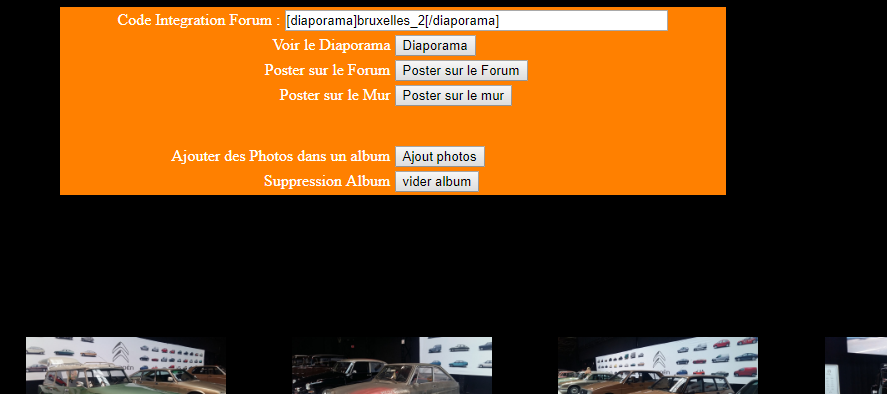 Code Integration Forum : [diaporama]bruxelles_2[/diaporama]
Voir le Diaporama Diaporama
Poster sur le Forum Poster sur le Forum
Poster sur le Mur Poster sur le mur
Ajouter des Photos dans un album Ajout photos
Suppression Album vider album